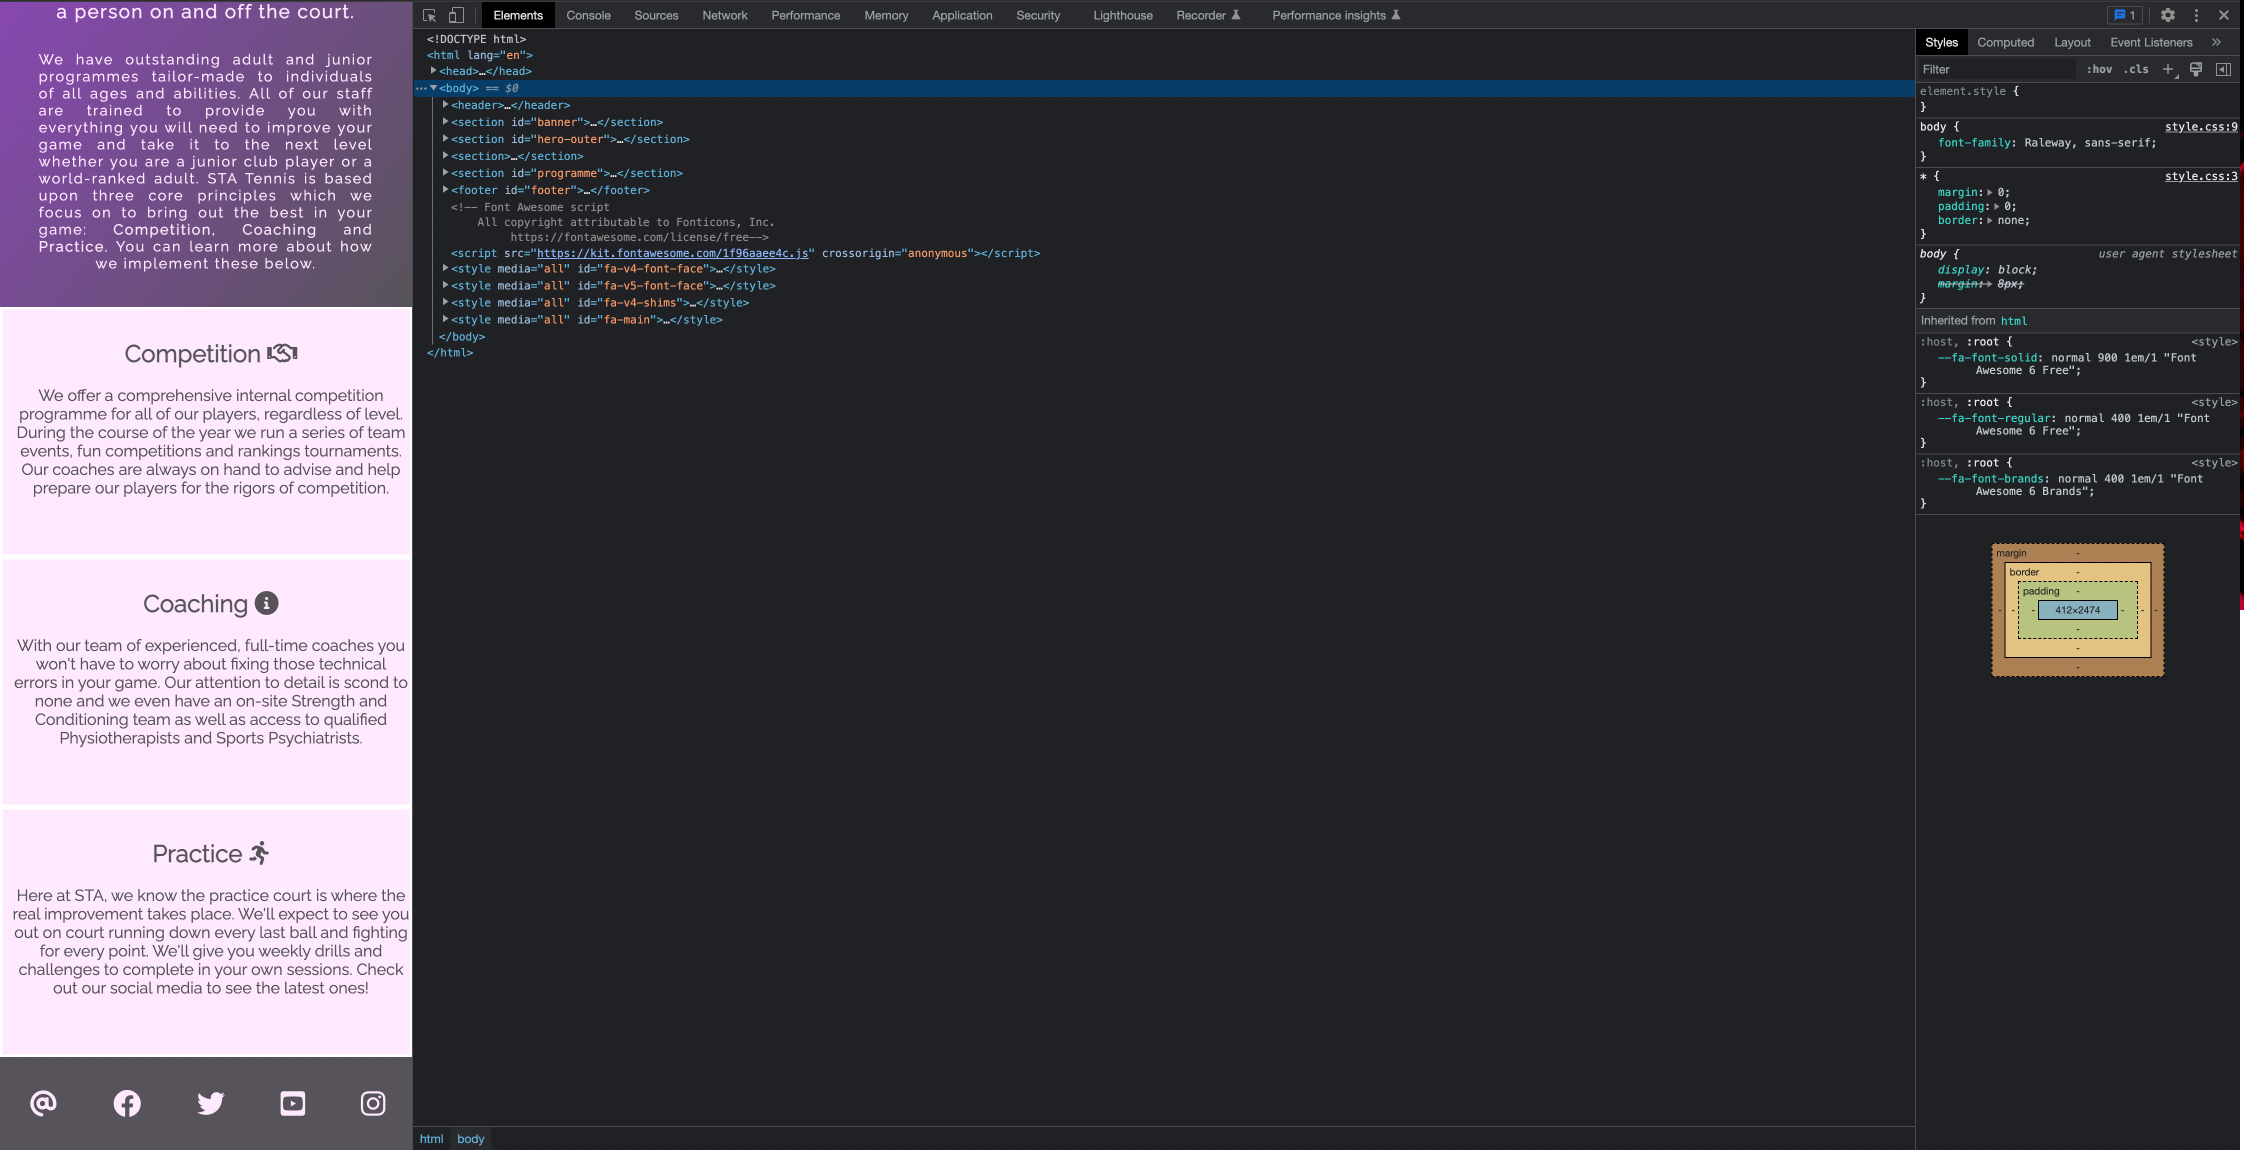 a person on and off the court.
We have outstanding adult and junior
programmes tailor-made to individuals
of all ages and abilities. All of our staff
are trained to provide you with
everything you will need to improve your
game and take it to the next level
whether you are a junior club player or a
world-ranked adult. STA Tennis is based
upon three core principles which we
focus on to bring out the best in your
game: Competition, Coaching and
Practice. You can learn more about how
we implement these below.
Competition
We offer a comprehensive internal competition
programme for all of our players, regardless of level.
During the course of the year we run a series of team
events, fun competitions and rankings tournaments.
Our coaches are always on hand to advise and help
prepare our players for the rigors of competition.
Coaching
With our team of experienced, full-time coaches you
won't have to worry about fixing those technical
errors in your game. Our attention to detail is scond to
none and we even have an on-site Strength and
Conditioning team as well as access to qualified
Physiotherapists and Sports Psychiatrists.
Practice
Here at STA, we know the practice court is where the
real improvement takes place. We'll expect to see you
out on court running down every last ball and fighting
for every point. We'll give you weekly drills and
challenges to complete in your own sessions. Check
out our social media to see the latest ones!
Elements Console Sources Network Performance Memory Application Security Lighthouse Recorder Performance insights 1
<!DOCTYPE html>
<html lang="en">
<head>…</head>
<body> == $0
<header>…</header>
<section id="banner">…</section>
<section id="hero-outer">…</section>
<section>…</section>
<section id="programme">…</section>
<footer id="footer">…</footer>
<!-- Font Awesome script
All copyright attributable to Fonticons, Inc.
https://fontawesome.com/license/free-->
<script src="https://kit.fontawesome.com/1f96aaee4c.js" crossorigin="anonymous"></script>
<style media="all" id="fa-v4-font-face">…</style>
<style media="all" id="fa-v5-font-face">…</style>
<style media="all" id="fa-v4-shims">…</style>
<style media="all" id="fa-main">…</style>
</body>
</html>
html body
Styles Computed Layout Event Listeners »
Filter :hov .cls +
element.style {
}
body { style.css:9
font-family: Raleway, sans-serif;
}
* { style.css:3
margin: 0;
padding: 0;
border: none;
}
body { user agent stylesheet
display: block;
margin: 8px;
}
Inherited from html
:host, :root { <style>
--fa-font-solid: normal 900 1em/1 "Font
Awesome 6 Free";
}
:host, :root { <style>
--fa-font-regular: normal 400 1em/1 "Font
Awesome 6 Free";
}
:host, :root { <style>
--fa-font-brands: normal 400 1em/1 "Font
Awesome 6 Brands";
}
margin -
border -
padding -
- - - 412×2474 - - -
-
-
-